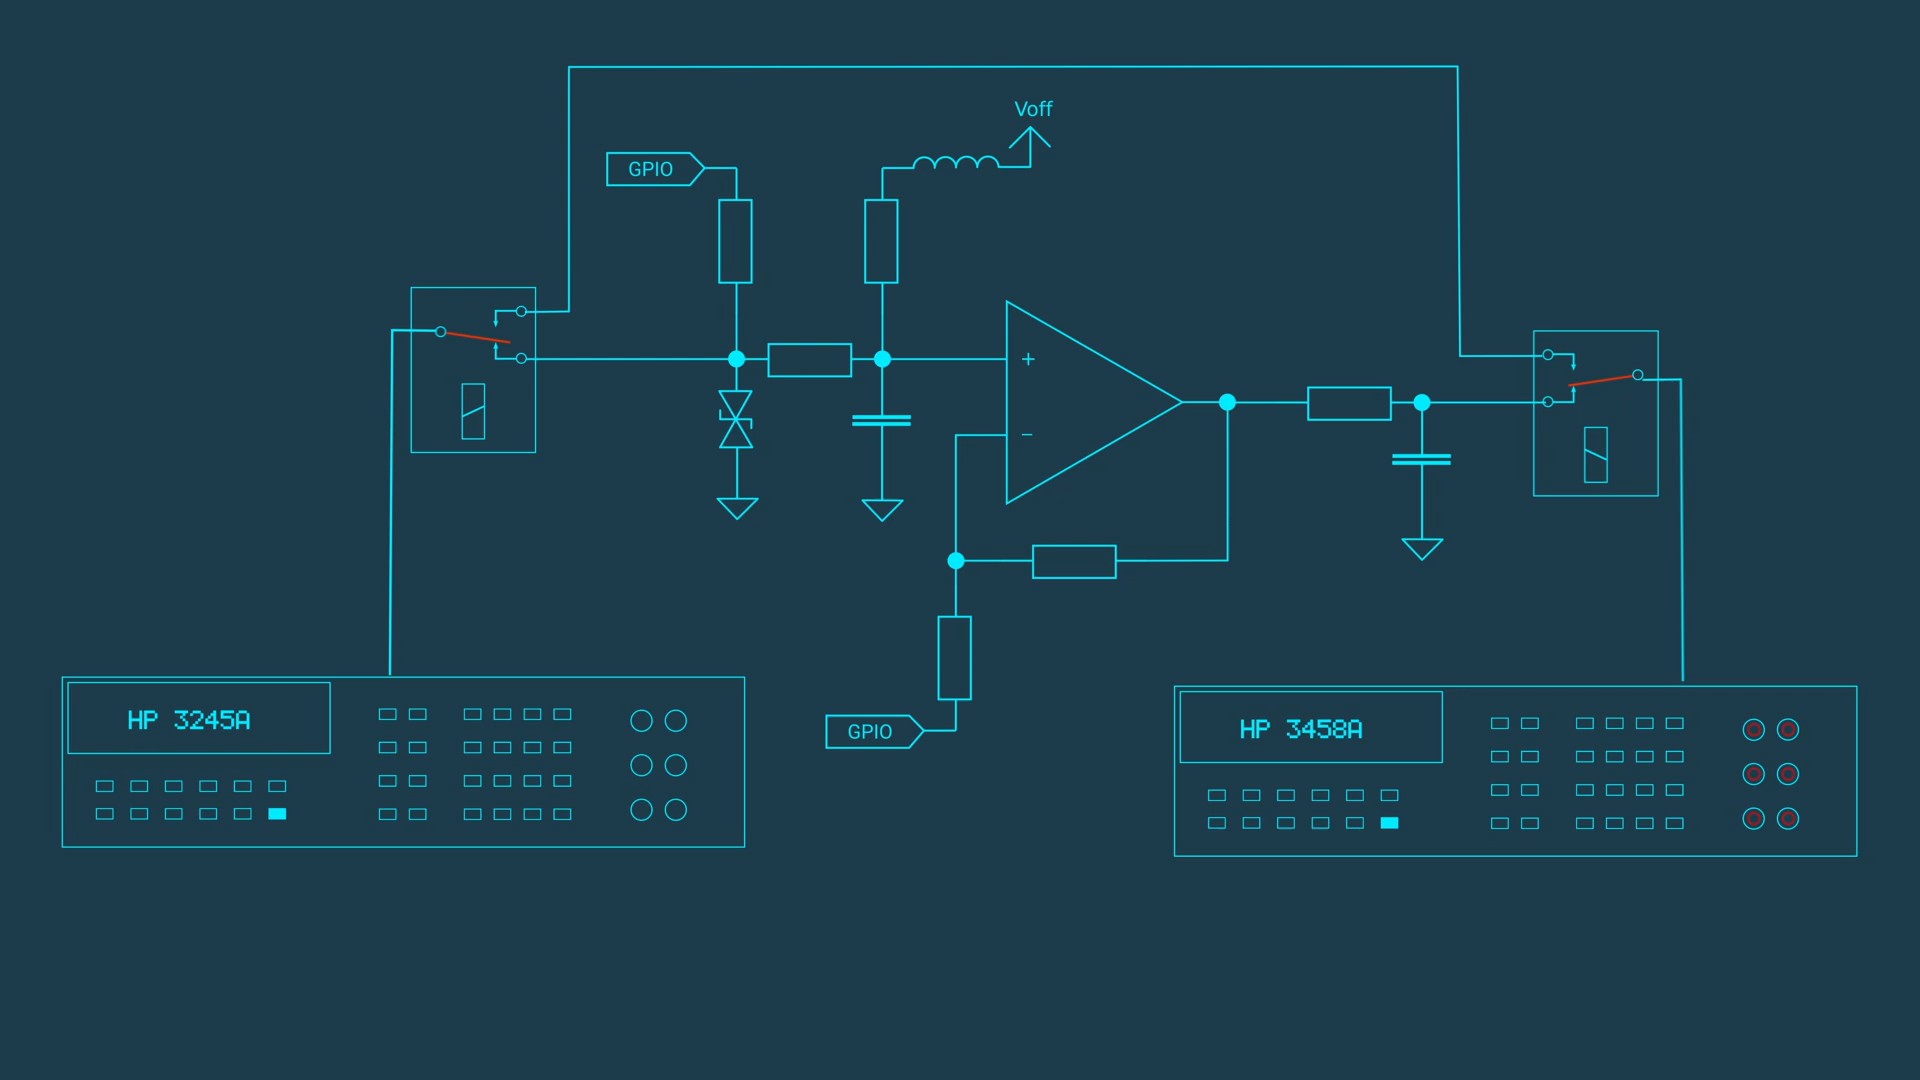 Voff
GPIO
+
−
GPIO
HP 3245A
HP 3458A